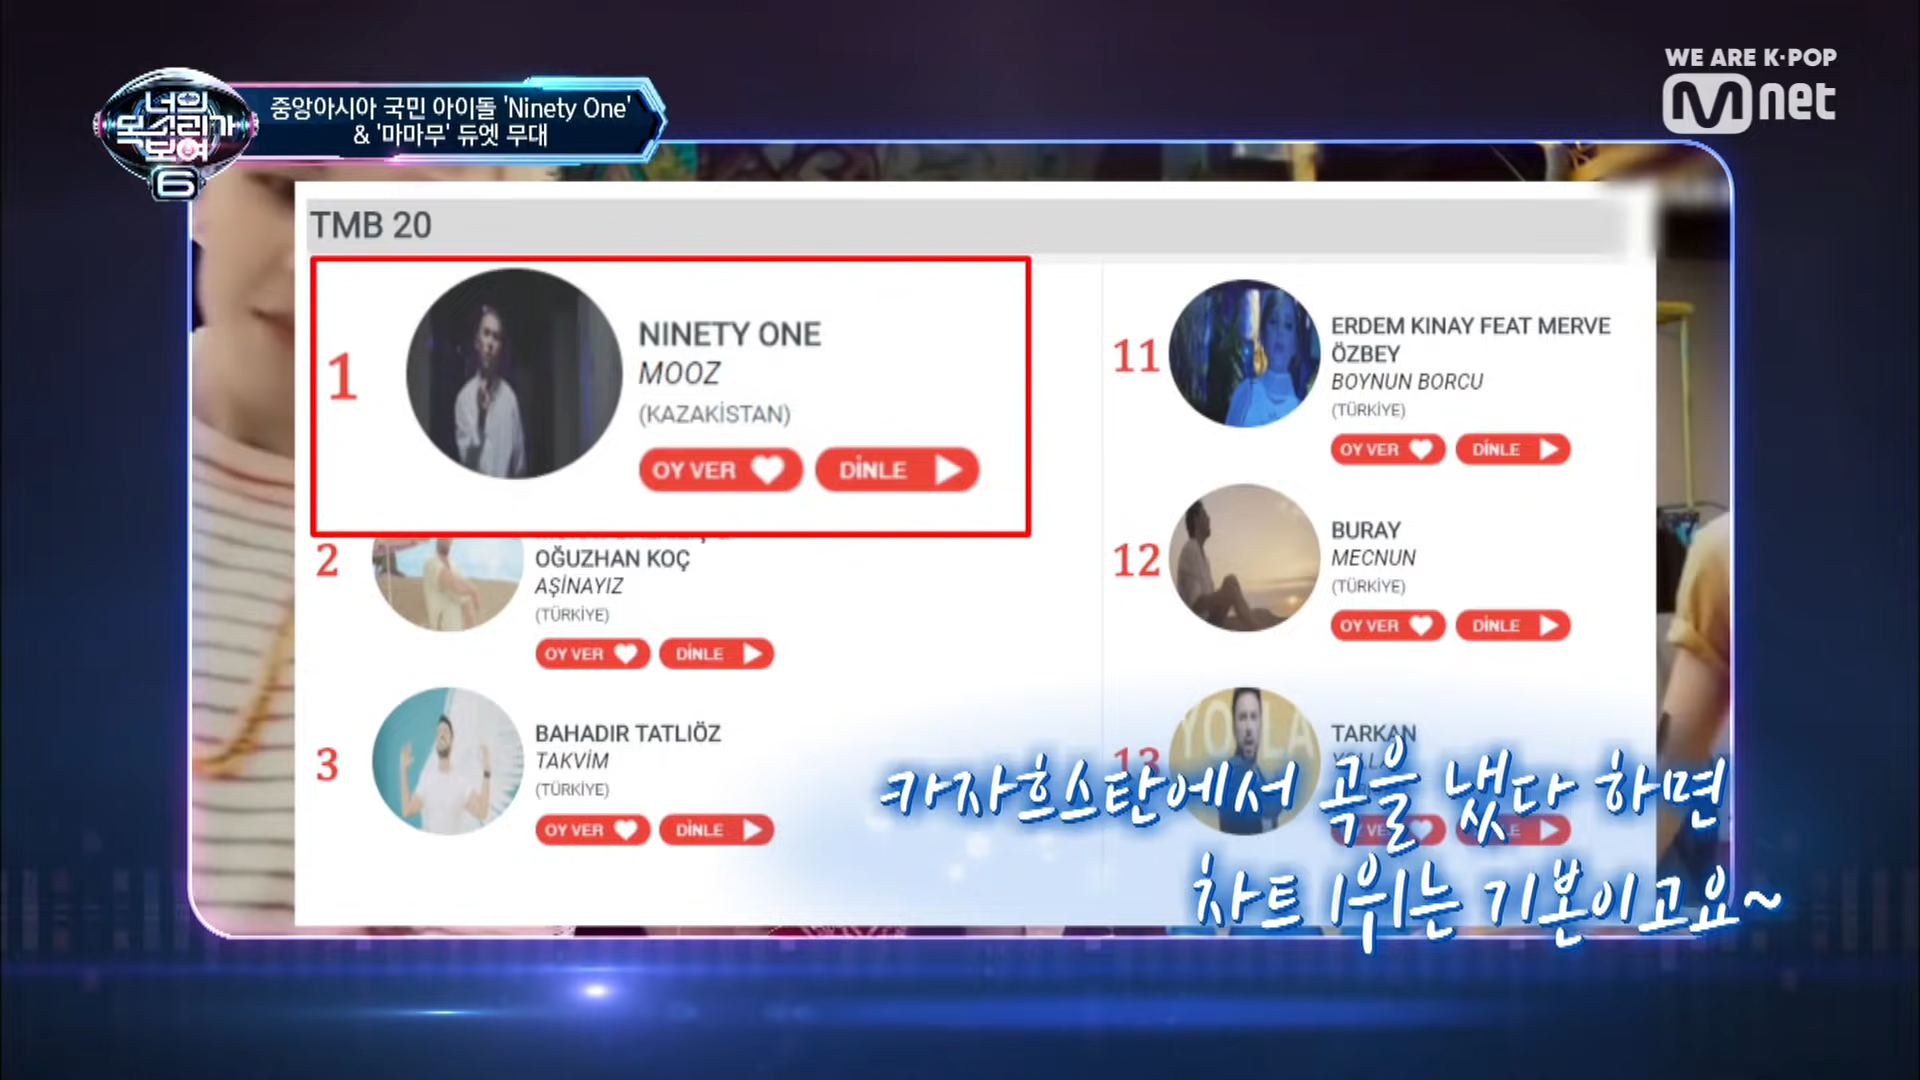 너의
목소리가
보여
6
중앙아시아 국민 아이돌 'Ninety One'
& '마마무' 듀엣 무대
WE ARE K-POP
Mnet
TMB 20
1
NINETY ONE
MOOZ
(KAZAKİSTAN)
OY VER
DİNLE
2
OĞUZHAN KOÇ
AŞİNAYIZ
(TÜRKİYE)
OY VER
DİNLE
3
BAHADIR TATLIÖZ
TAKVİM
(TÜRKİYE)
OY VER
DİNLE
11
ERDEM KINAY FEAT MERVE
ÖZBEY
BOYNUN BORCU
(TÜRKİYE)
OY VER
DİNLE
12
BURAY
MECNUN
(TÜRKİYE)
OY VER
DİNLE
13
TARKAN
YOLLA
카자흐스탄에서 곡을 냈다 하면
차트 1위는 기본이고요~